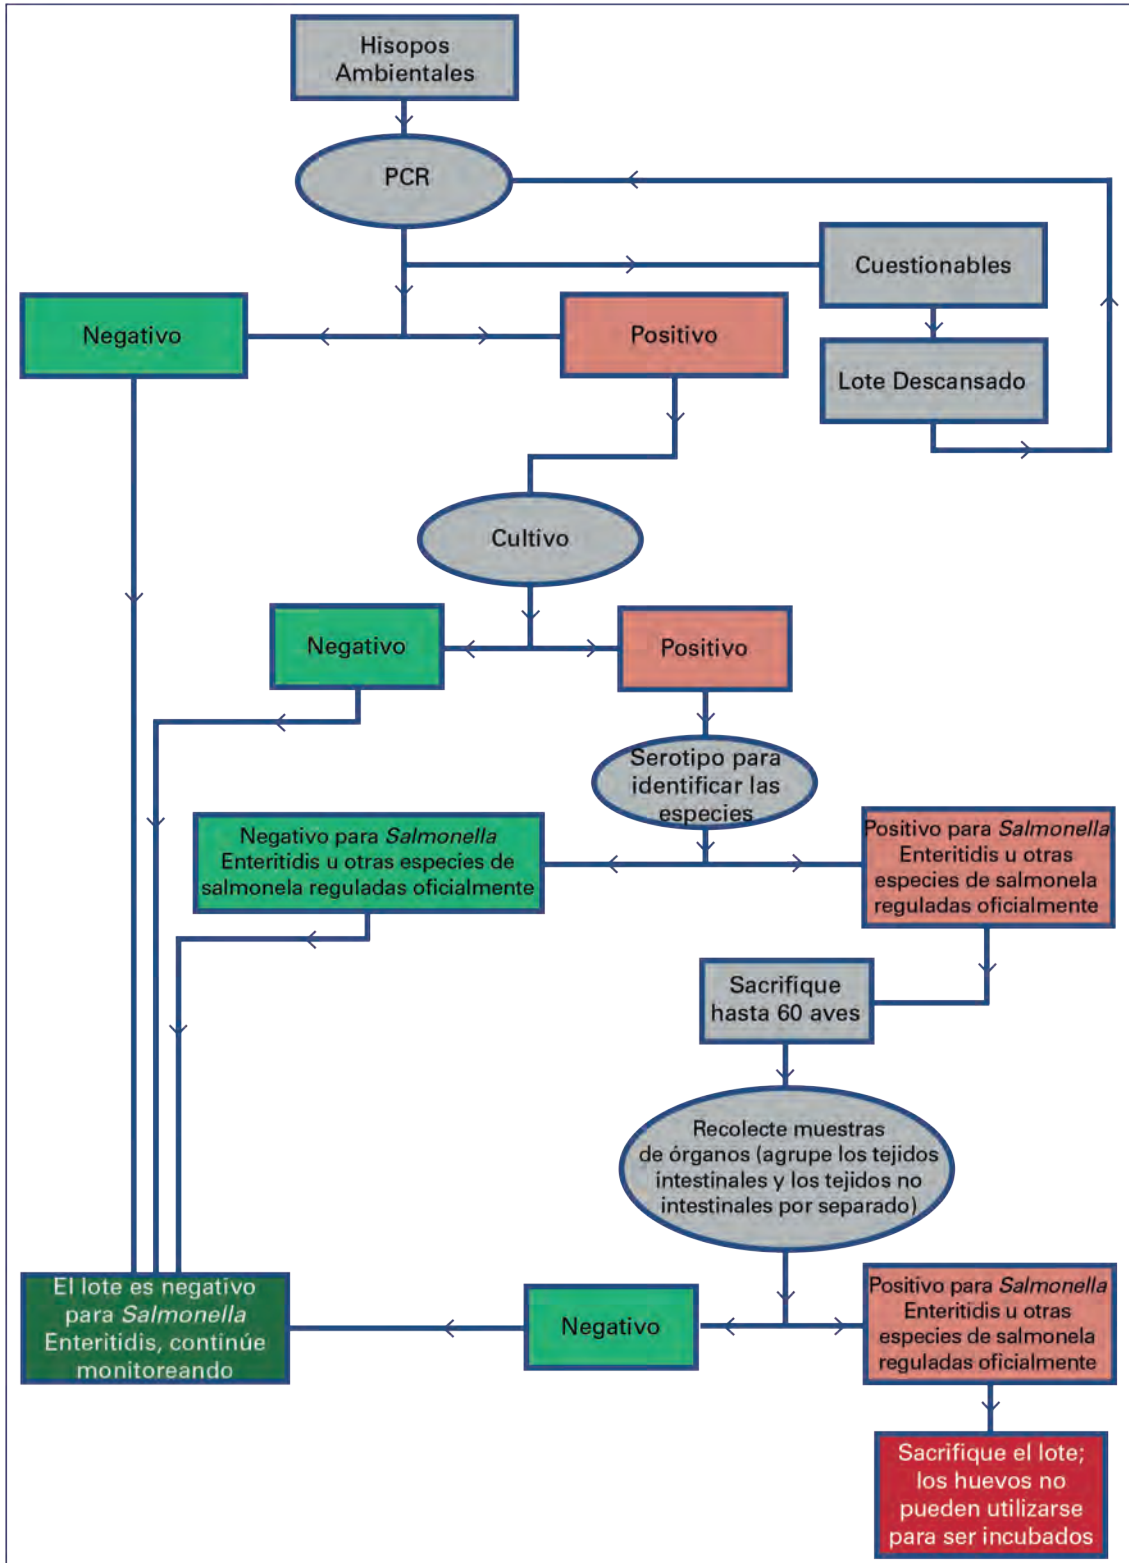 Hisopos
Ambientales
PCR
Cuestionables
Negativo
Positivo
Lote Descansado
Cultivo
Negativo
Positivo
Serotipo para
identificar las
especies
Negativo para Salmonella
Enteritidis u otras especies de
salmonela reguladas oficialmente
Positivo para Salmonella
Enteritidis u otras
especies de salmonela
reguladas oficialmente
Sacrifique
hasta 60 aves
Recolecte muestras
de órganos (agrupe los tejidos
intestinales y los tejidos no
intestinales por separado)
El lote es negativo
para Salmonella
Enteritidis, continúe
monitoreando
Negativo
Positivo para Salmonella
Enteritidis u otras
especies de salmonela
reguladas oficialmente
Sacrifique el lote;
los huevos no
pueden utilizarse
para ser incubados